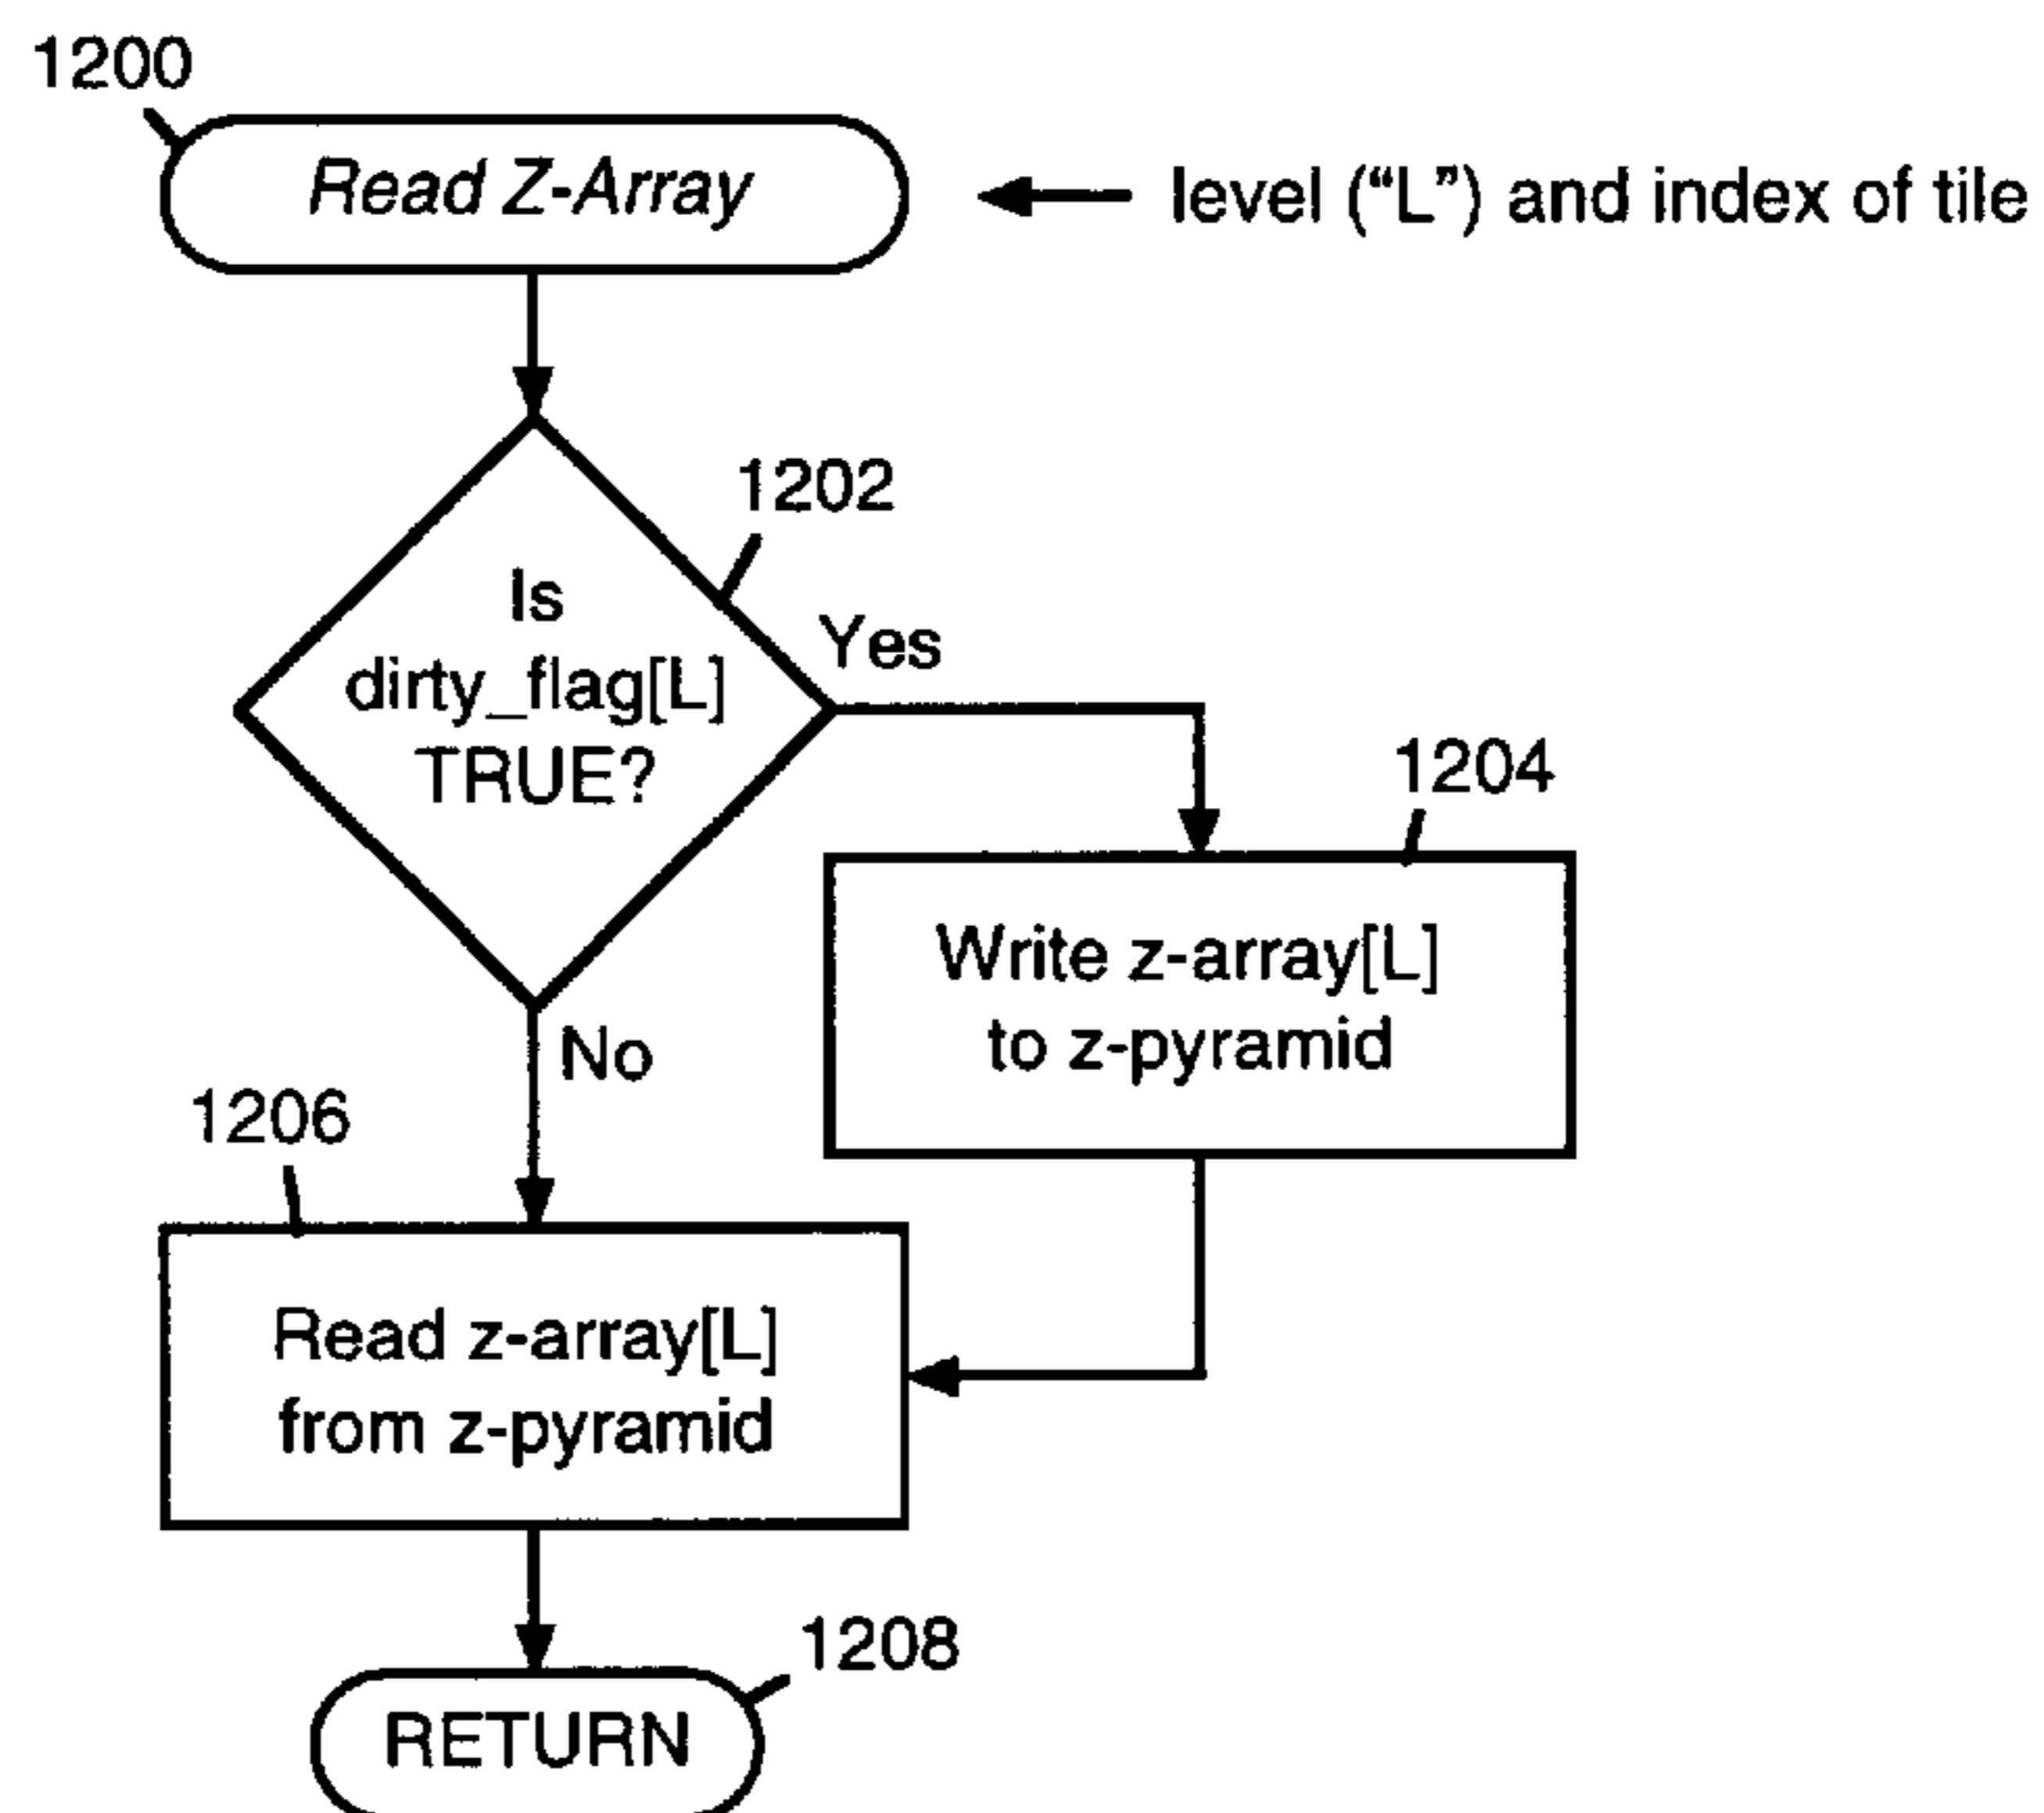 1200
Read Z-Array
level (“L”) and index of tile
1202
Is
dirty_flag[L]
TRUE?
Yes
1204
Write z-array[L]
to z-pyramid
No
1206
Read z-array[L]
from z-pyramid
1208
RETURN